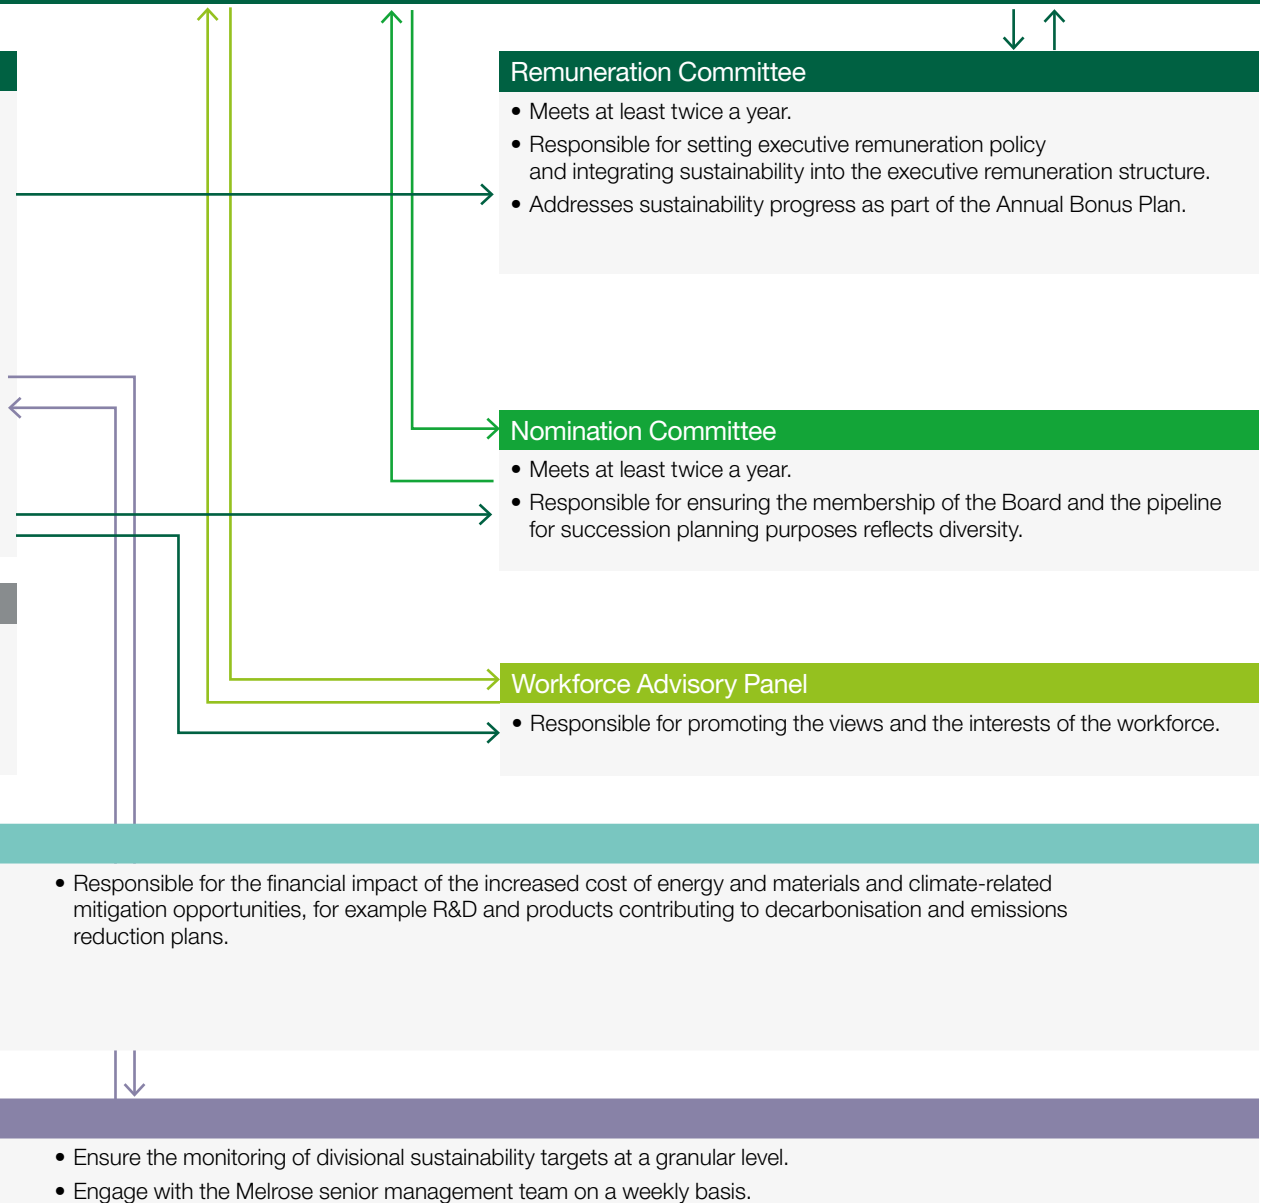 Remuneration Committee
• Meets at least twice a year.
• Responsible for setting executive remuneration policy
and integrating sustainability into the executive remuneration structure.
• Addresses sustainability progress as part of the Annual Bonus Plan.
Nomination Committee
• Meets at least twice a year.
• Responsible for ensuring the membership of the Board and the pipeline
for succession planning purposes reflects diversity.
Workforce Advisory Panel
• Responsible for promoting the views and the interests of the workforce.
• Responsible for the financial impact of the increased cost of energy and materials and climate-related
mitigation opportunities, for example R&D and products contributing to decarbonisation and emissions
reduction plans.
• Ensure the monitoring of divisional sustainability targets at a granular level.
• Engage with the Melrose senior management team on a weekly basis.